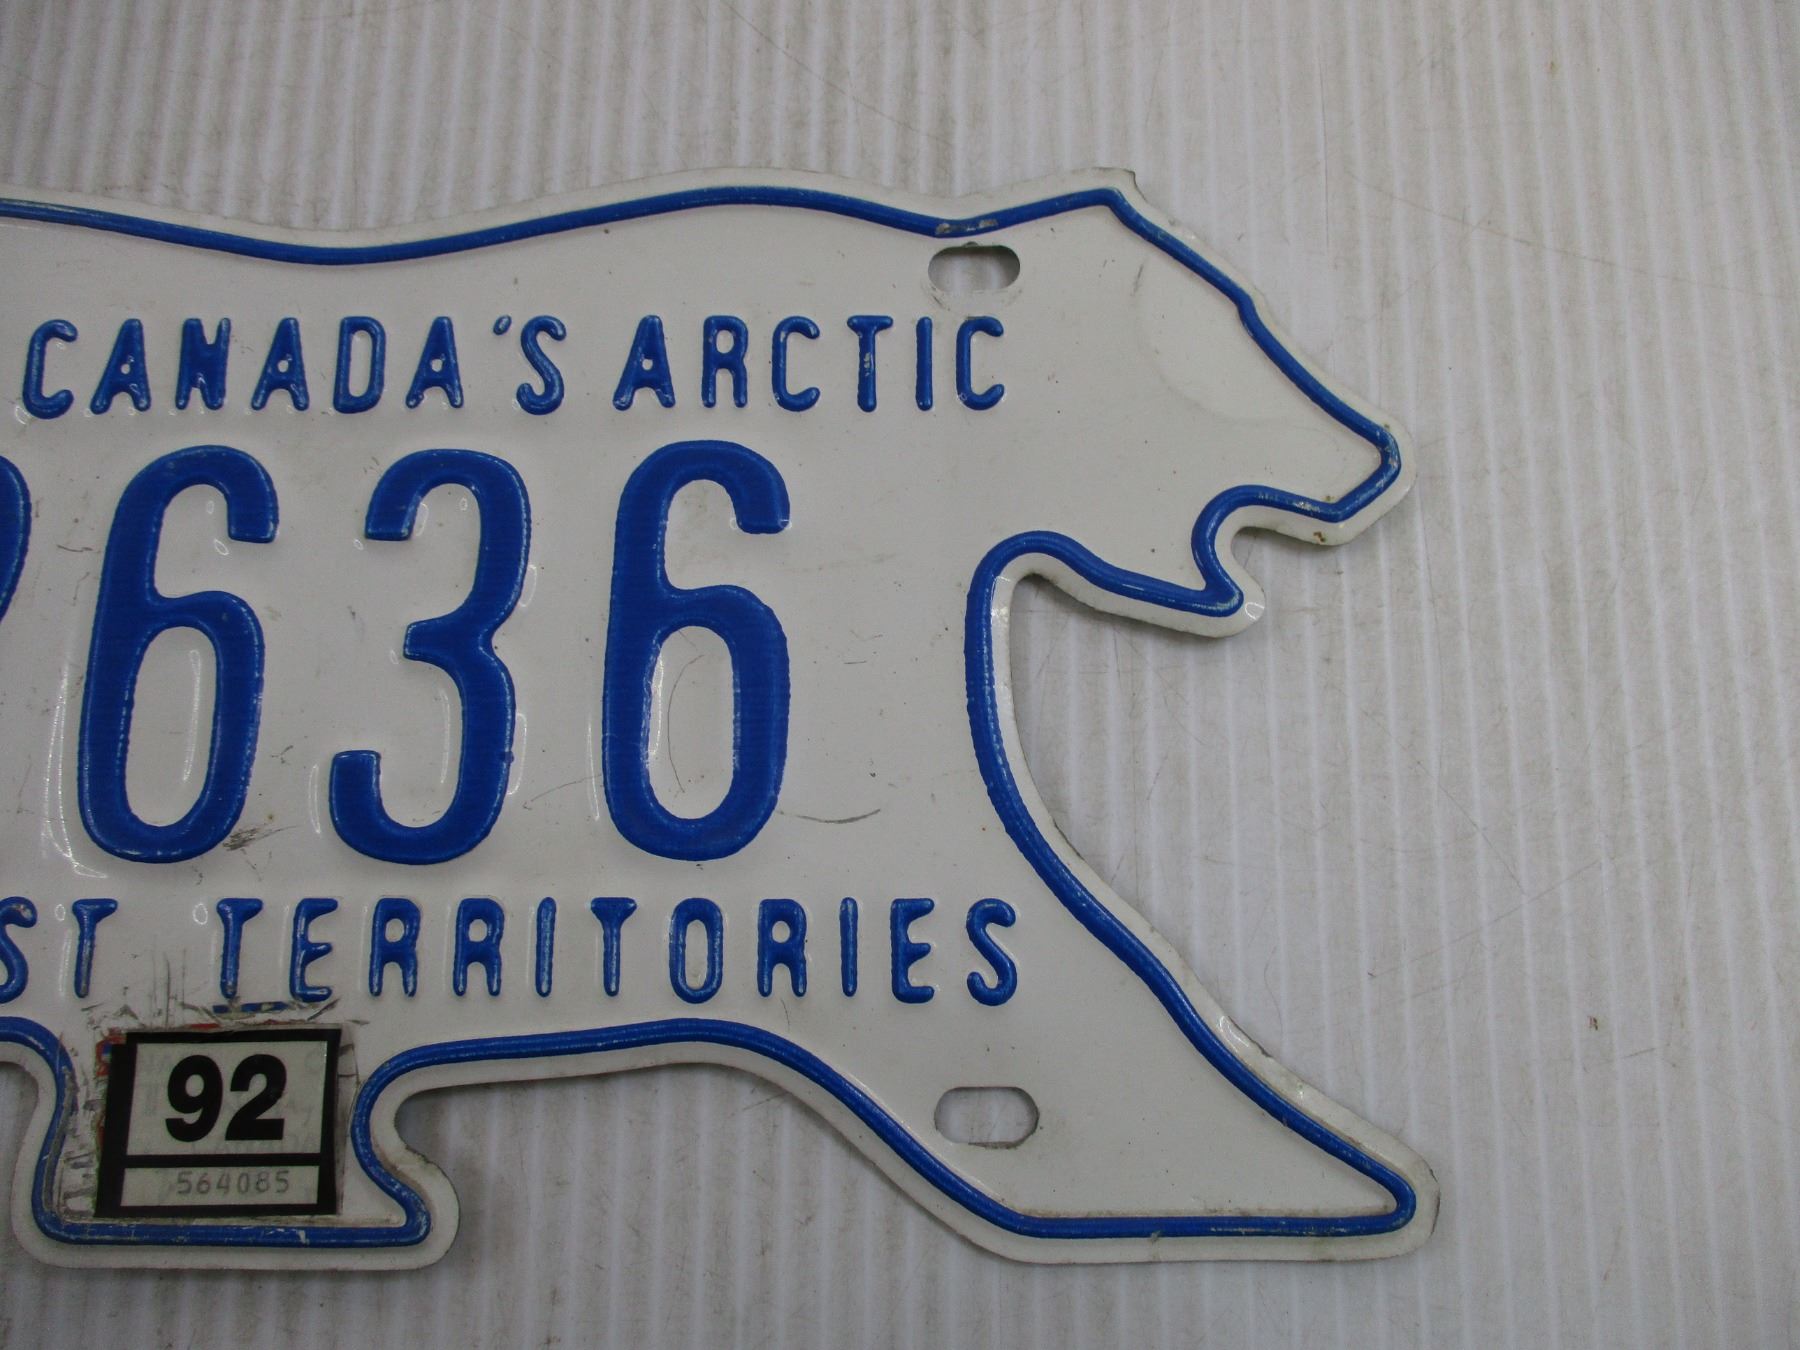 CANADA'S ARCTIC
636
ST TERRITORIES
92
564085